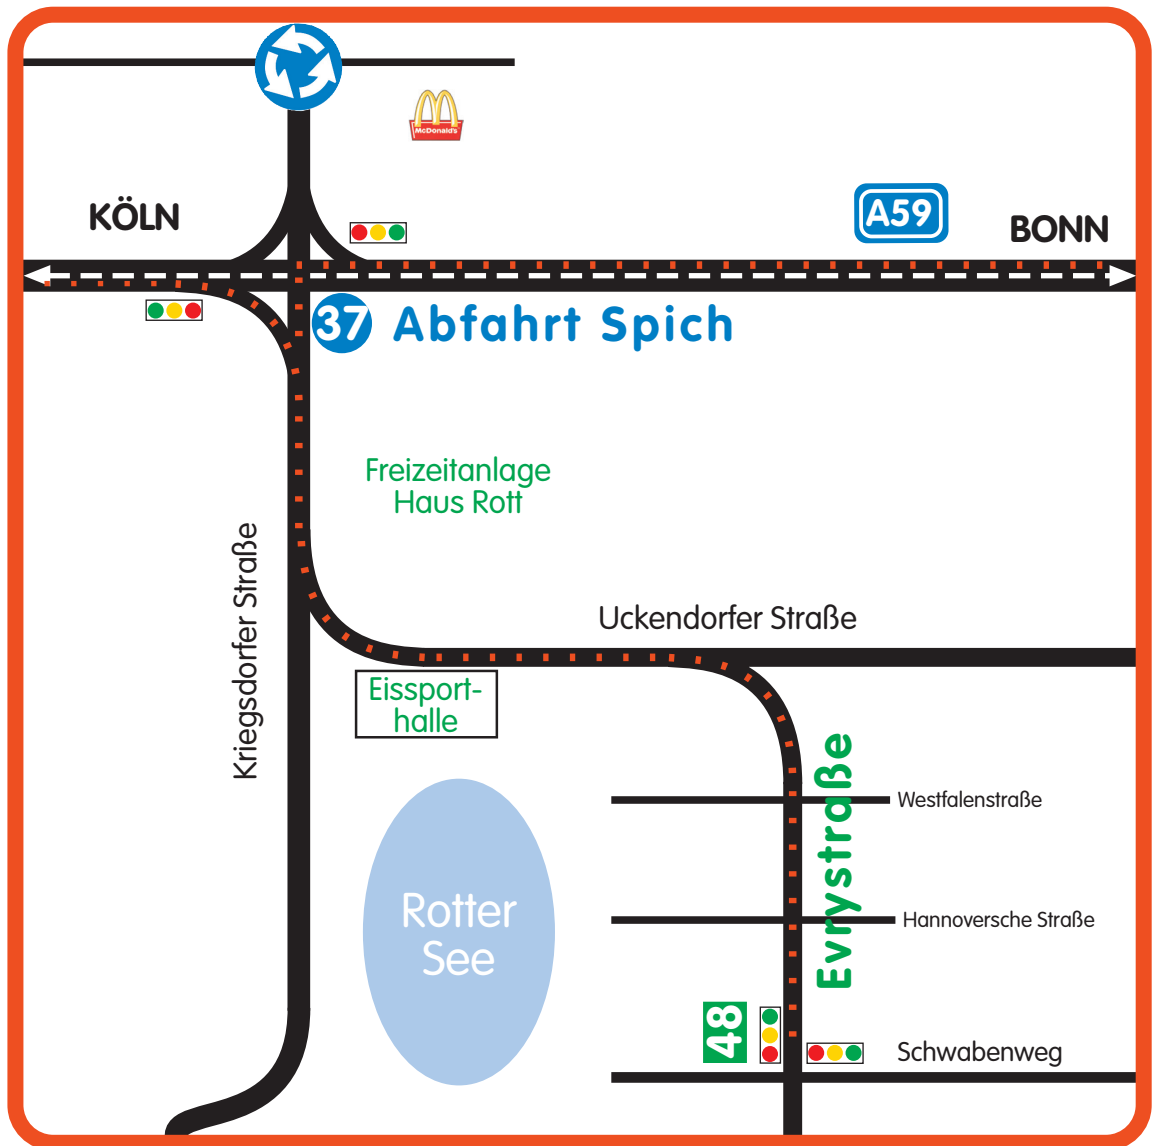 McDonald's
KÖLN
A59
BONN
37 Abfahrt Spich
Freizeitanlage
Haus Rott
Kriegsdorfer Straße
Uckendorfer Straße
Eissport-
halle
Evrystraße
Westfalenstraße
Rotter
See
Hannoversche Straße
48
Schwabenweg